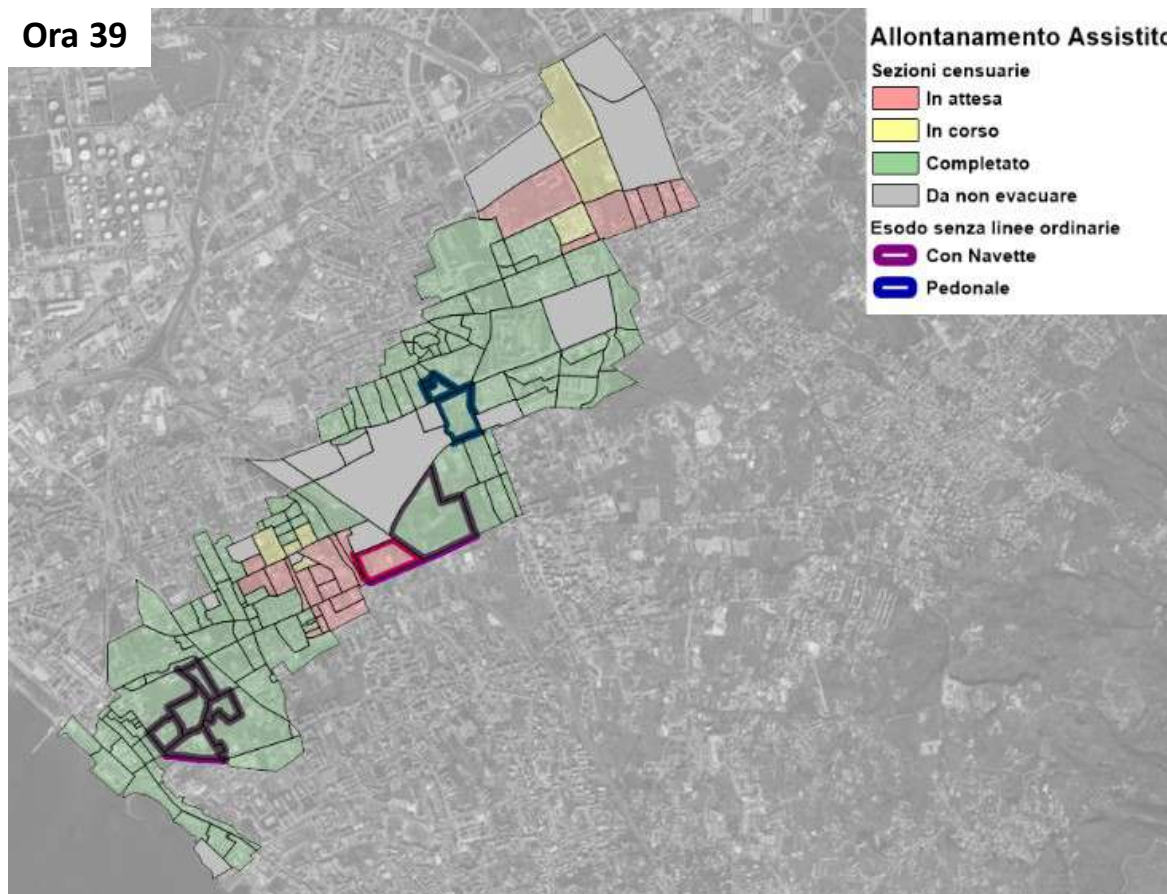 Ora 39
Allontanamento Assistito
Sezioni censuarie
In attesa
In corso
Completato
Da non evacuare
Esodo senza linee ordinarie
Con Navette
Pedonale